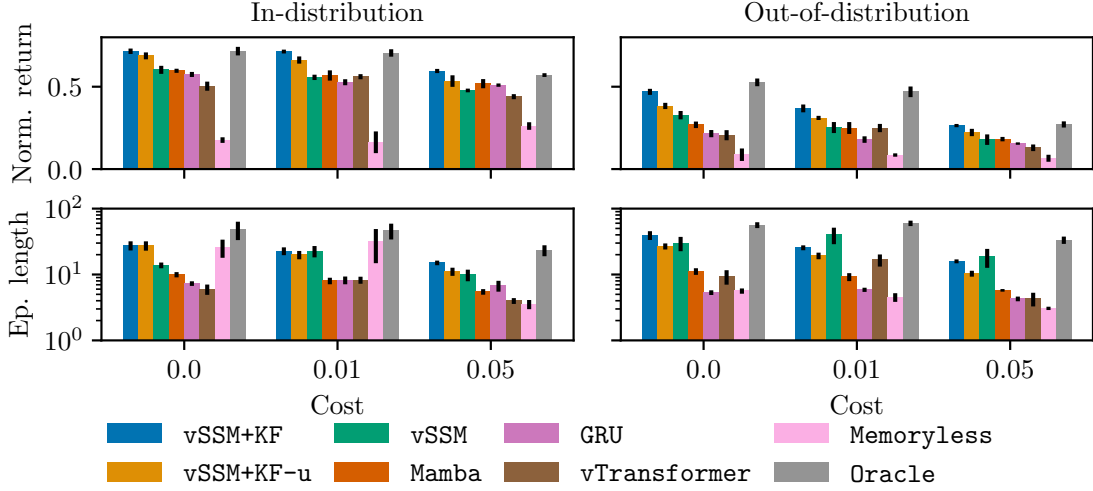 In-distribution
Out-of-distribution
Norm. return
0.5
0.0
Ep. length
10^2
10^1
10^0
0.0 0.01 0.05
Cost
0.0 0.01 0.05
Cost
vSSM+KF vSSM GRU Memoryless
vSSM+KF-u Mamba vTransformer Oracle